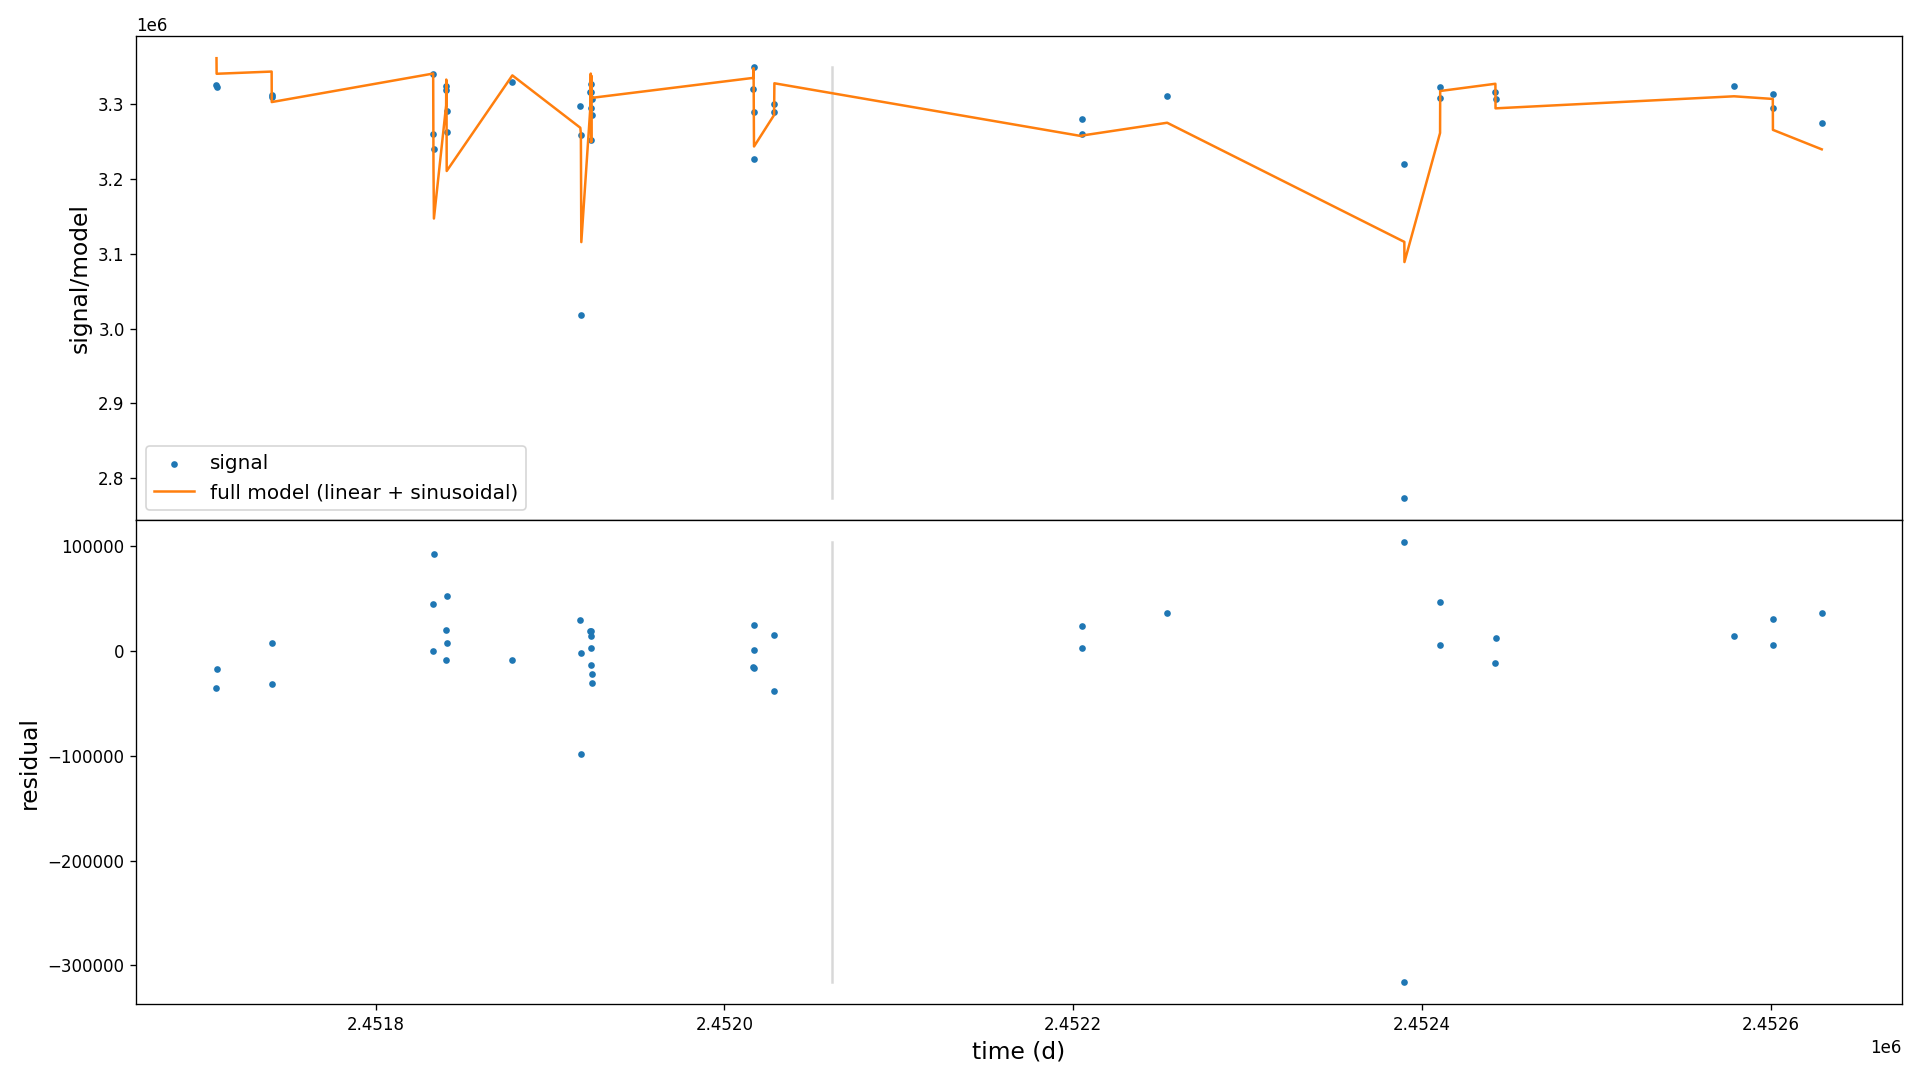 1e6
3.3
3.2
3.1
3.0
2.9
2.8
signal/model
signal
full model (linear + sinusoidal)
100000
0
−100000
−200000
−300000
residual
2.4518
2.4520
2.4522
2.4524
2.4526
time (d)
1e6